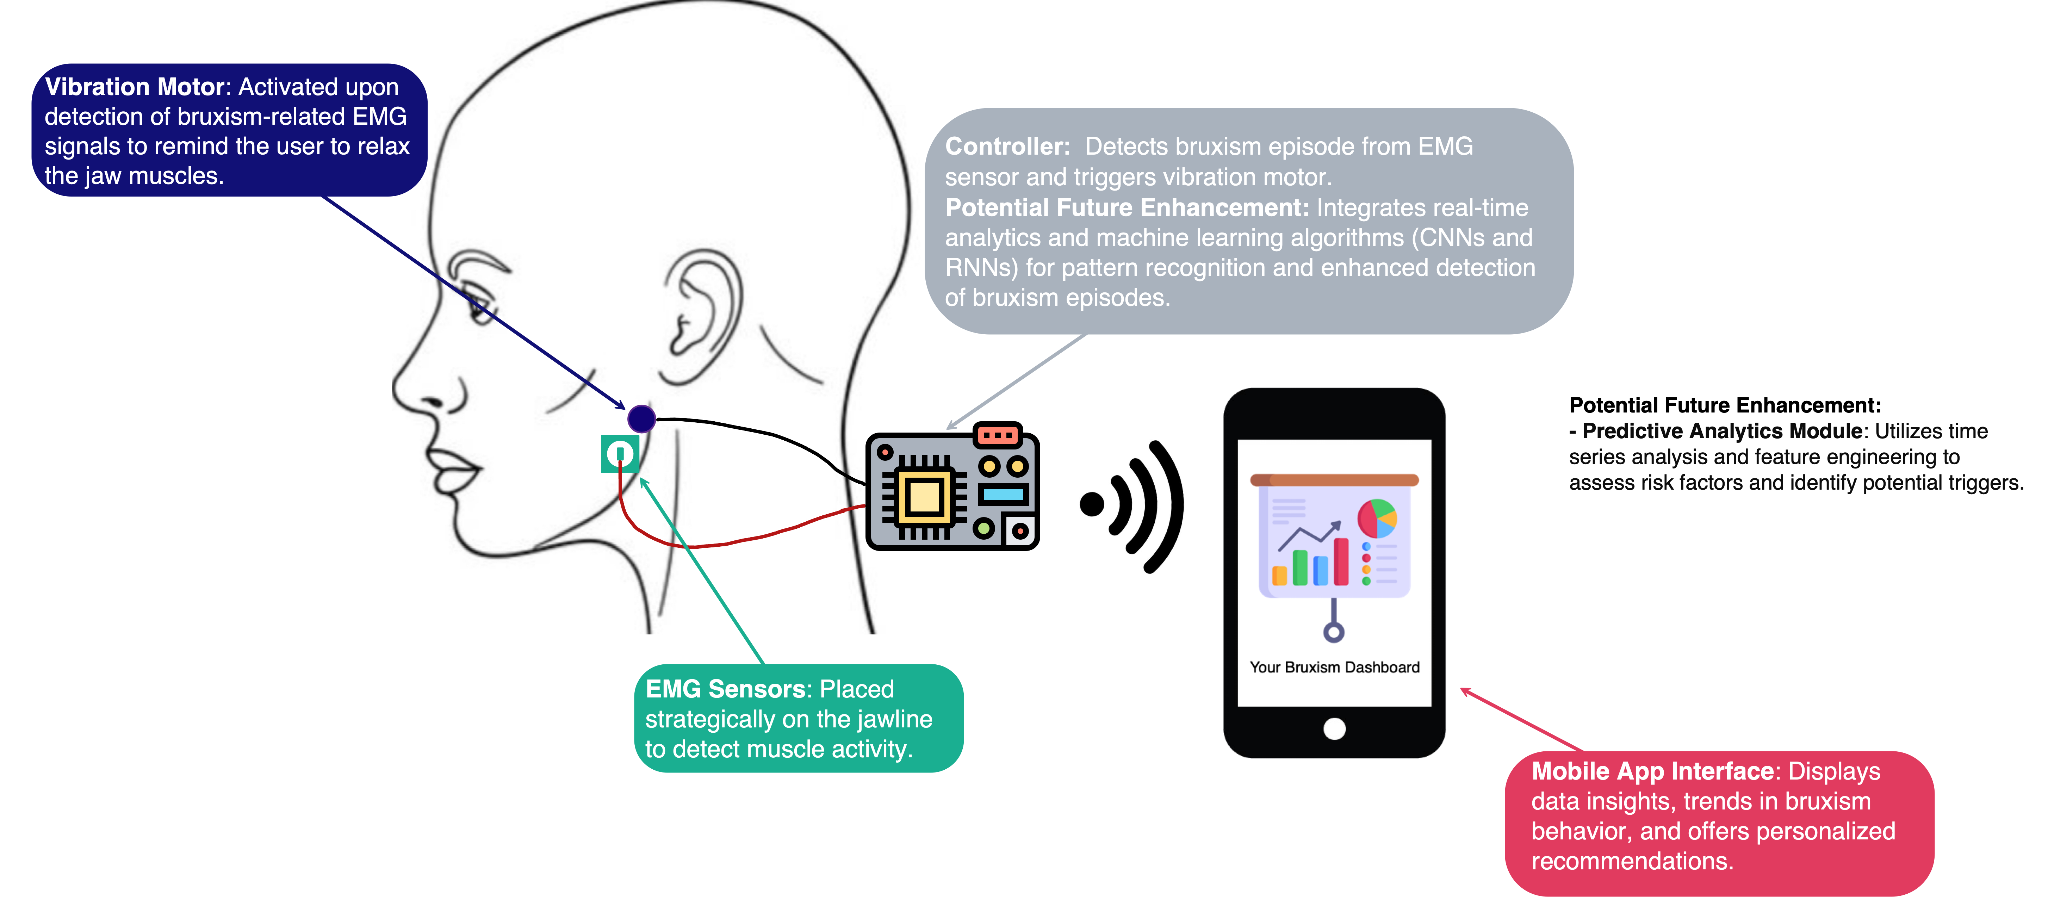 Vibration Motor: Activated upon
detection of bruxism-related EMG
signals to remind the user to relax
the jaw muscles.
Controller: Detects bruxism episode from EMG
sensor and triggers vibration motor.
Potential Future Enhancement: Integrates real-time
analytics and machine learning algorithms (CNNs and
RNNs) for pattern recognition and enhanced detection
of bruxism episodes.
Potential Future Enhancement:
- Predictive Analytics Module: Utilizes time
series analysis and feature engineering to
assess risk factors and identify potential triggers.
Your Bruxism Dashboard
EMG Sensors: Placed
strategically on the jawline
to detect muscle activity.
Mobile App Interface: Displays
data insights, trends in bruxism
behavior, and offers personalized
recommendations.